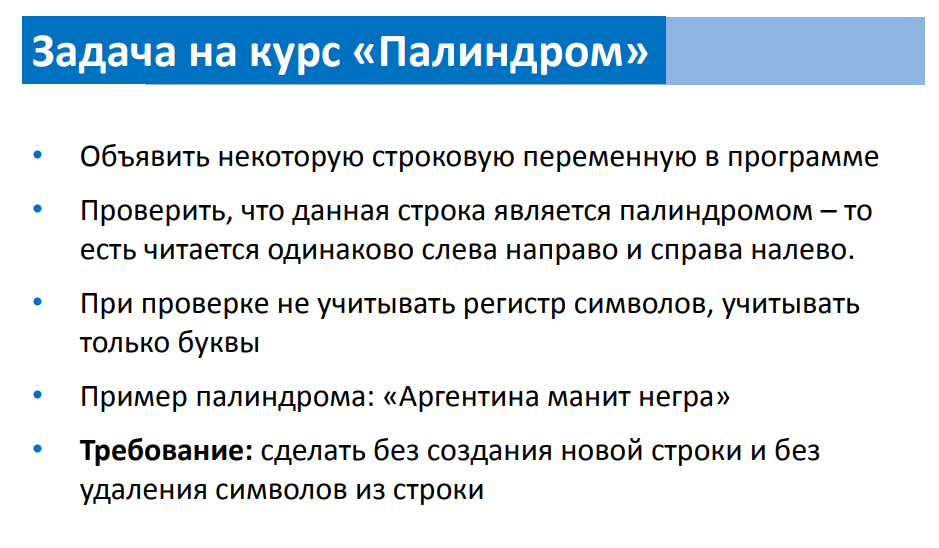 Задача на курс «Палиндром»
• Объявить некоторую строковую переменную в программе
• Проверить, что данная строка является палиндромом – то
есть читается одинаково слева направо и справа налево.
• При проверке не учитывать регистр символов, учитывать
только буквы
• Пример палиндрома: «Аргентина манит негра»
• Требование: сделать без создания новой строки и без
удаления символов из строки